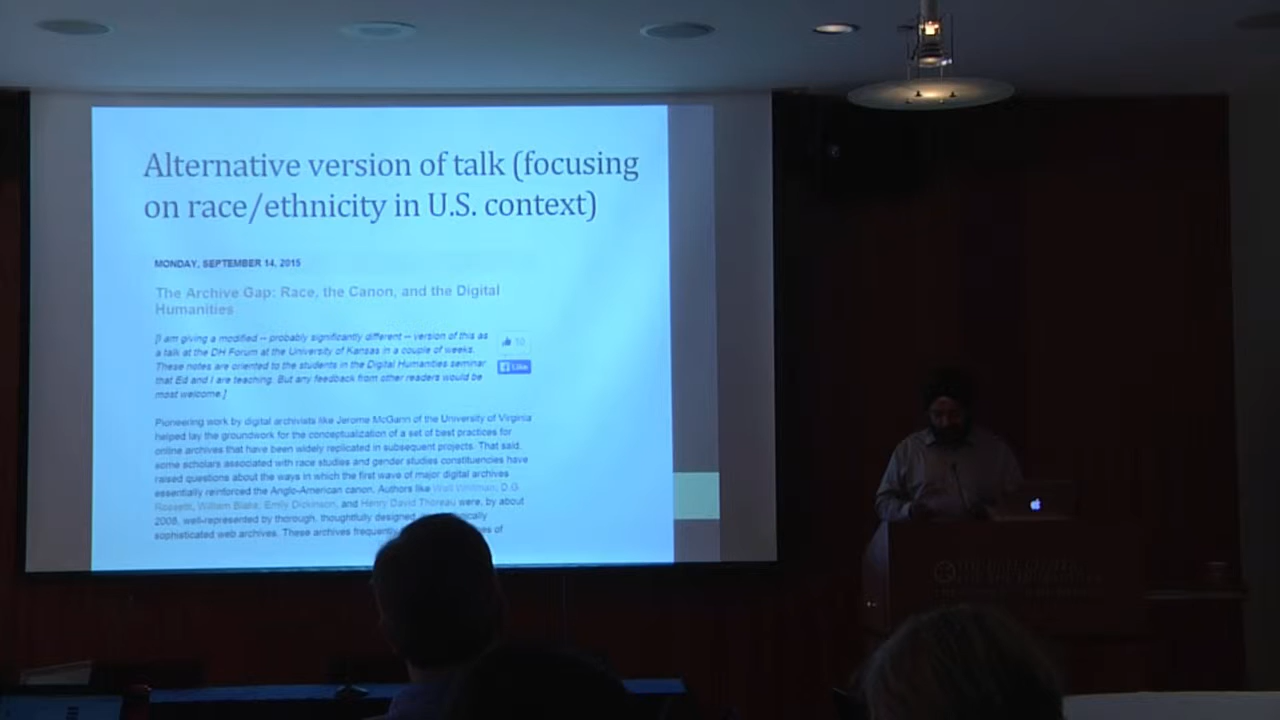 Alternative version of talk (focusing
on race/ethnicity in U.S. context)
MONDAY, SEPTEMBER 14, 2015
The Archive Gap: Race, the Canon, and the Digital
Humanities
[I am giving a modified -- probably significantly different -- version of this as
a talk at the DH Forum at the University of Kansas in a couple of weeks.
These notes are oriented to the students in the Digital Humanities seminar
that Ed and I are teaching. But any feedback from other readers would be
most welcome.]
50
Like
Pioneering work by digital archivists like Jerome McGann of the University of Virginia
helped lay the groundwork for the conceptualization of a set of best practices for
online archives that have been widely replicated in subsequent projects. That said,
some scholars associated with race studies and gender studies constituencies have
raised questions about the ways in which the first wave of major digital archives
essentially reinforced the Anglo-American canon. Authors like Walt Whitman, D.G.
Rossetti, William Blake, Emily Dickinson, and Henry David Thoreau were, by about
2008, well-represented by thorough, thoughtfully designed
sophisticated web archives. These archives frequently of